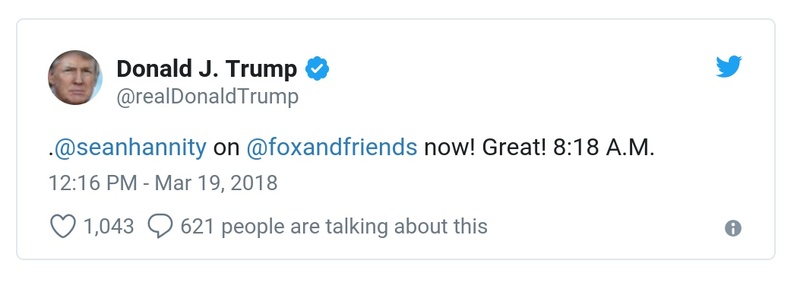 Donald J. Trump
@realDonaldTrump
.@seanhannity on @foxandfriends now! Great! 8:18 A.M.
12:16 PM - Mar 19, 2018
1,043 621 people are talking about this